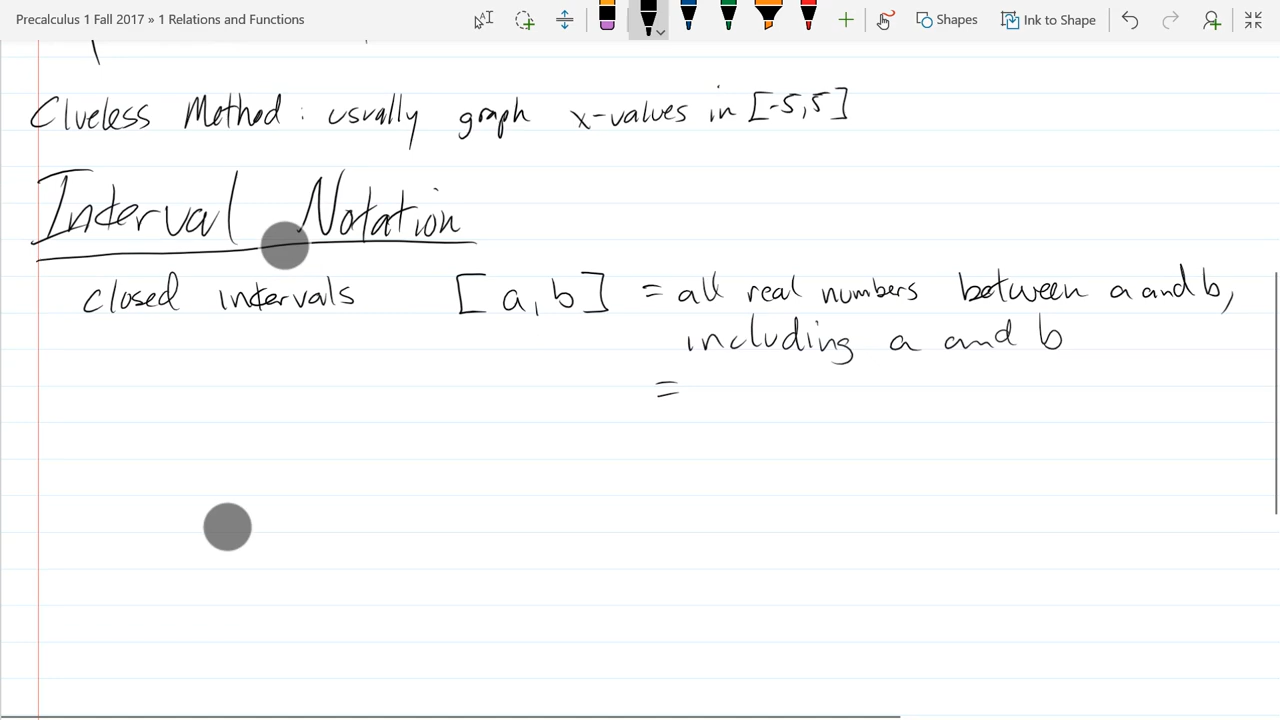 Precalculus 1 Fall 2017 » 1 Relations and Functions
Shapes
Ink to Shape
Clueless Method: usually graph x-values in [-5,5]
Interval Notation
closed intervals [a,b] = all real numbers between a and b,
including a and b
=